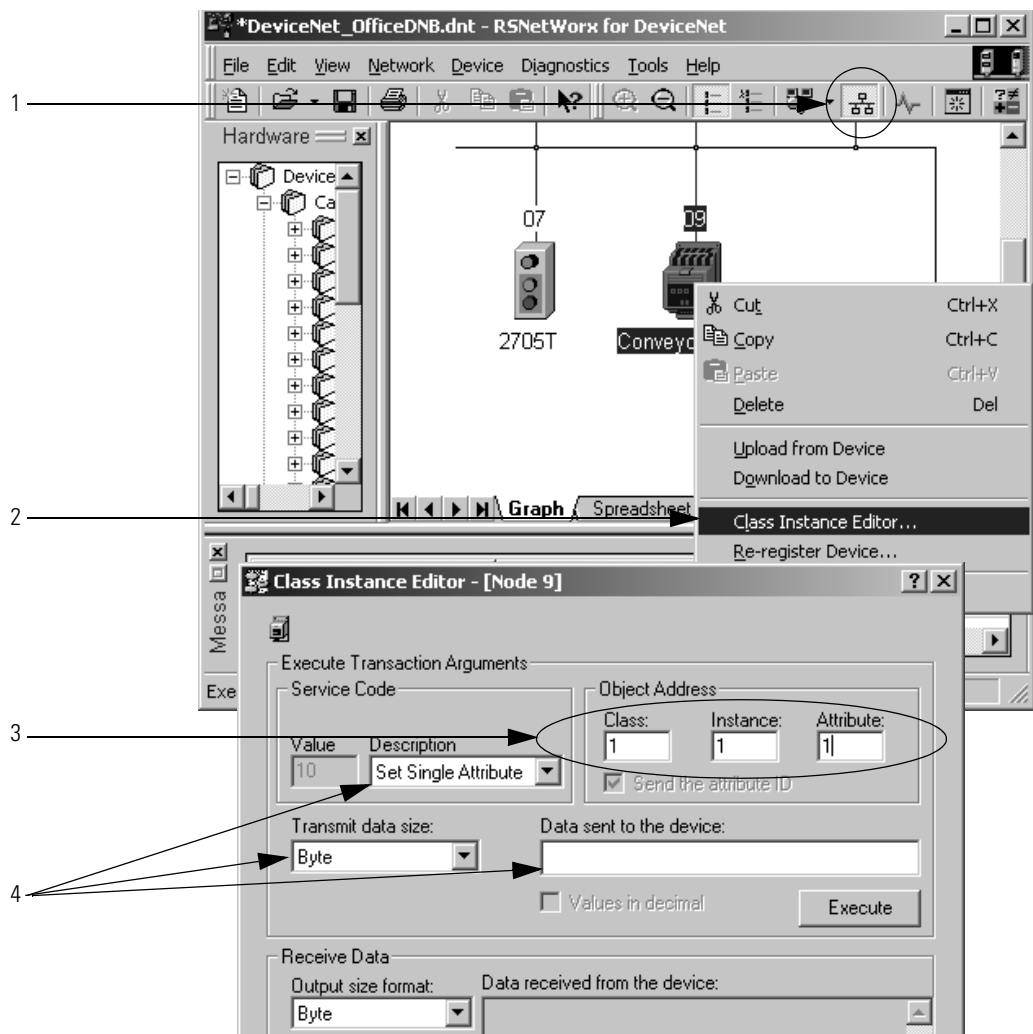 *DeviceNet_OfficeDNB.dnt - RSNetWorx for DeviceNet
File Edit View Network Device Diagnostics Tools Help
1
Hardware
Device
Ca
07
09
2705T
Conveyo
Cut Ctrl+X
Copy Ctrl+C
Paste Ctrl+V
Delete Del
Upload from Device
Download to Device
Class Instance Editor...
Re-register Device...
Graph Spreadsheet
2
Messa
Exe
Class Instance Editor - [Node 9]
Execute Transaction Arguments
Service Code
Object Address
3
Class: Instance: Attribute:
1 1 1
Value Description
10 Set Single Attribute
Send the attribute ID
Transmit data size: Data sent to the device:
Byte
4
Values in decimal
Execute
Receive Data
Output size format: Data received from the device:
Byte